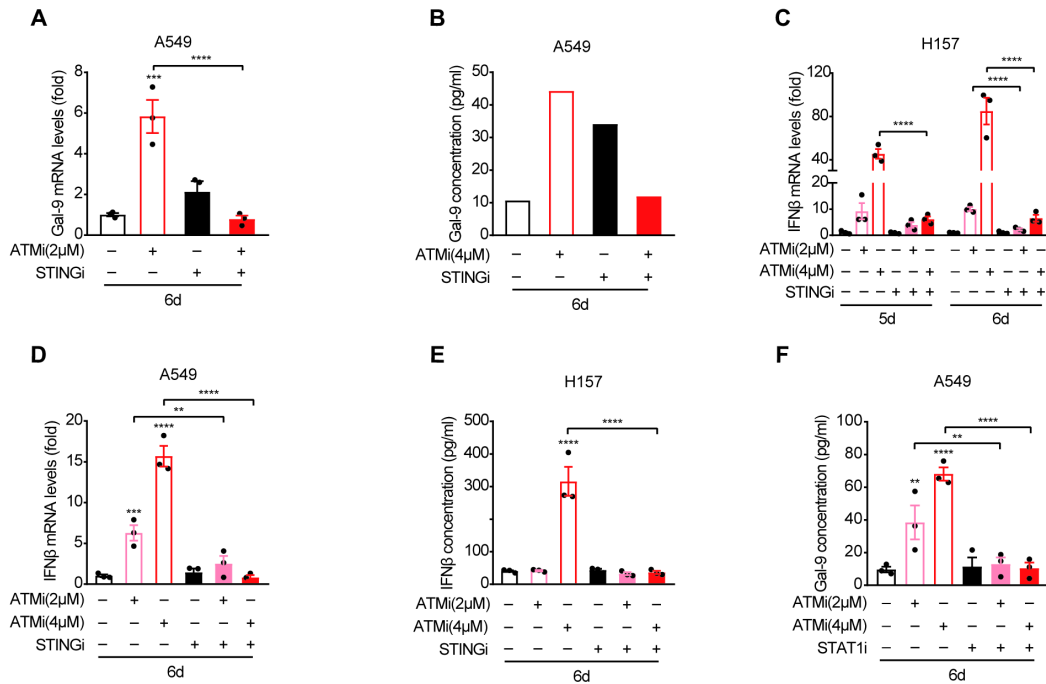 A
A549
Gal-9 mRNA levels (fold)
8
6
4
2
0
***
****
ATMi(2μM) – + – +
STINGi – – + +
6d
B
A549
Gal-9 concentration (pg/ml)
50
40
30
20
10
0
ATMi(4μM) – + – +
STINGi – – + +
6d
C
H157
IFNβ mRNA levels (fold)
120
80
40
10
5
0
****
****
****
ATMi(2μM) – + – – + – – + – – + –
ATMi(4μM) – – + – – + – – + – – +
STINGi – – – + + + – – – + + +
5d 6d
D
A549
IFNβ mRNA levels (fold)
20
15
10
5
0
***
****
**
****
ATMi(2μM) – + – – + –
ATMi(4μM) – – + – – +
STINGi – – – + + +
6d
E
H157
IFNβ concentration (pg/ml)
500
400
300
200
100
0
****
****
ATMi(2μM) – + – – + –
ATMi(4μM) – – + – – +
STINGi – – – + + +
6d
F
A549
Gal-9 concentration (pg/ml)
100
80
60
40
20
0
**
****
**
****
ATMi(2μM) – + – – + –
ATMi(4μM) – – + – – +
STAT1i – – – + + +
6d